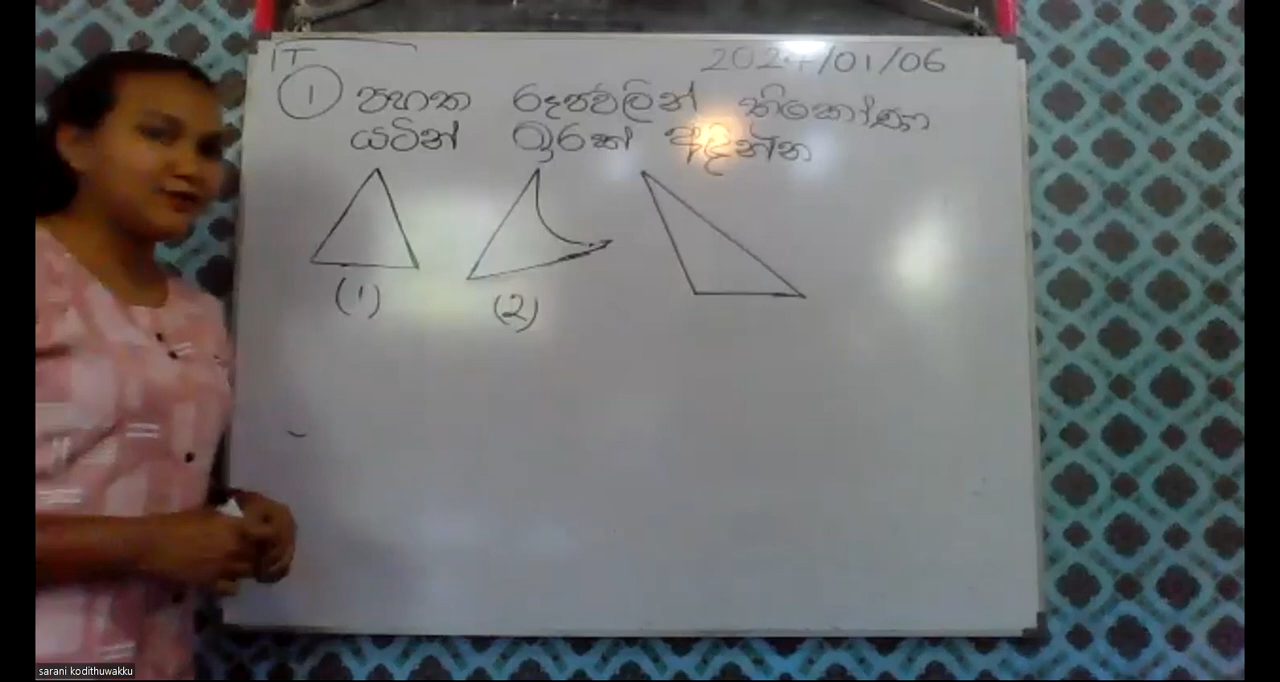 IT
2024/01/06
① පහත රූපවලින් ත්‍රිකෝණ
යටින් ඉරක් අඳින්න
(1)
(2)
sarani kodithuwakku